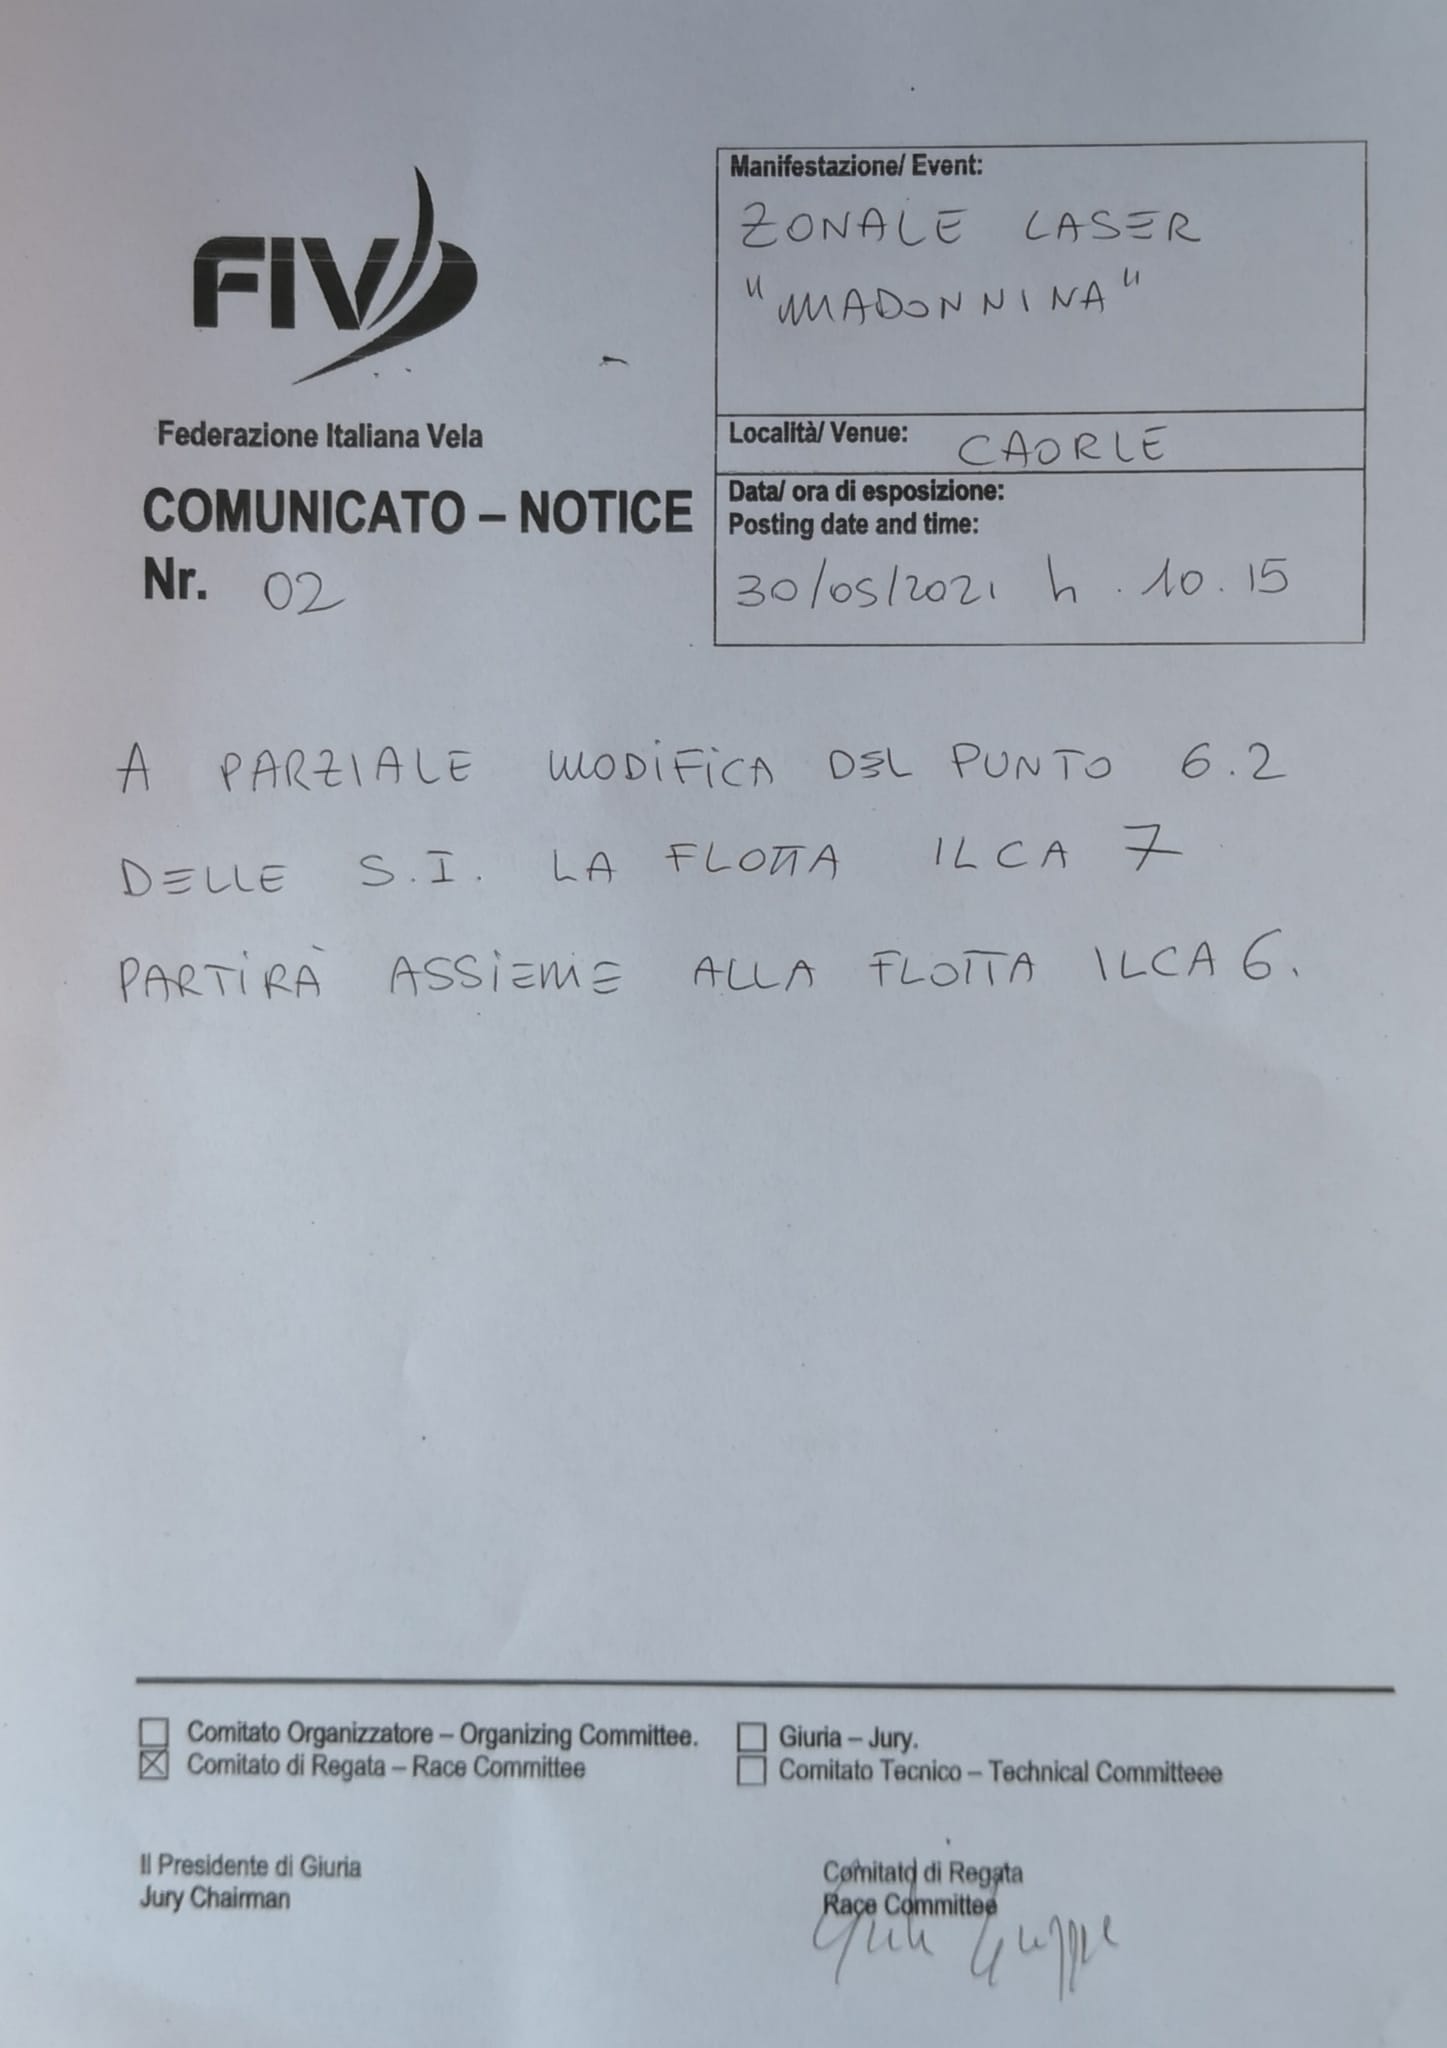 FIV
Federazione Italiana Vela
COMUNICATO – NOTICE
Nr. 02
Manifestazione/ Event:
ZONALE LASER
"MADONNINA"
Località/ Venue: CAORLE
Data/ ora di esposizione:
Posting date and time:
30/05/2021 h. 10.15
A PARZIALE MODIFICA DEL PUNTO 6.2
DELLE S.I. LA FLOTTA ILCA 7
PARTIRÀ ASSIEME ALLA FLOTTA ILCA 6.
Comitato Organizzatore – Organizing Committee.
Comitato di Regata – Race Committee
Giuria – Jury.
Comitato Tecnico – Technical Committeee
Il Presidente di Giuria
Jury Chairman
Comitato di Regata
Race Committee